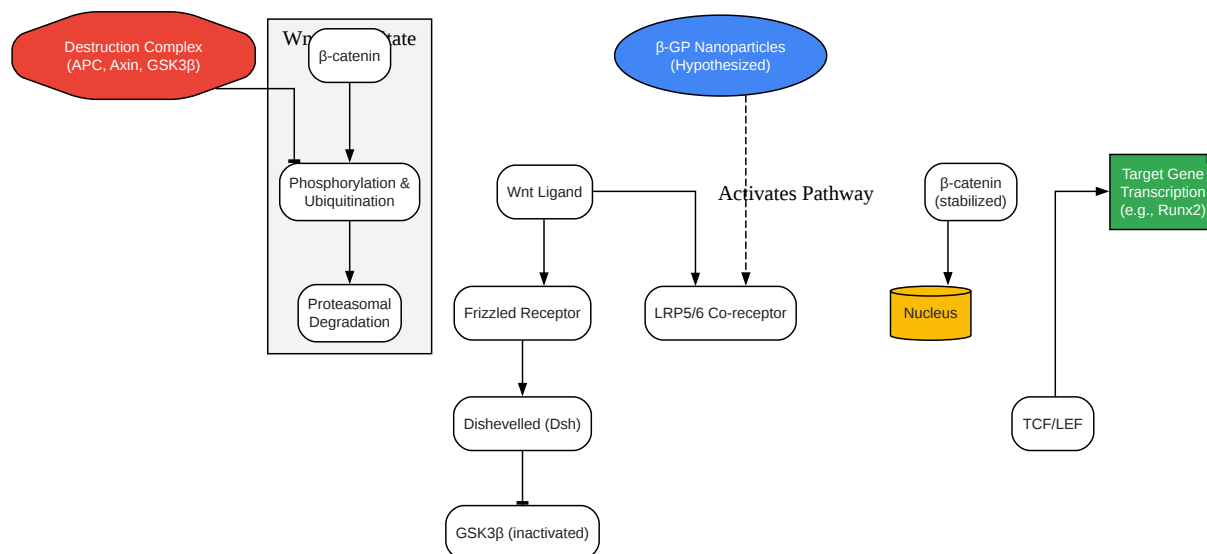 Destruction Complex
(APC, Axin, GSK3β)
β-catenin
Phosphorylation &
Ubiquitination
Proteasomal
Degradation
β-GP Nanoparticles
(Hypothesized)
Wnt Ligand
Activates Pathway
Frizzled Receptor
LRP5/6 Co-receptor
Dishevelled (Dsh)
GSK3β (inactivated)
β-catenin
(stabilized)
Nucleus
TCF/LEF
Target Gene
Transcription
(e.g., Runx2)